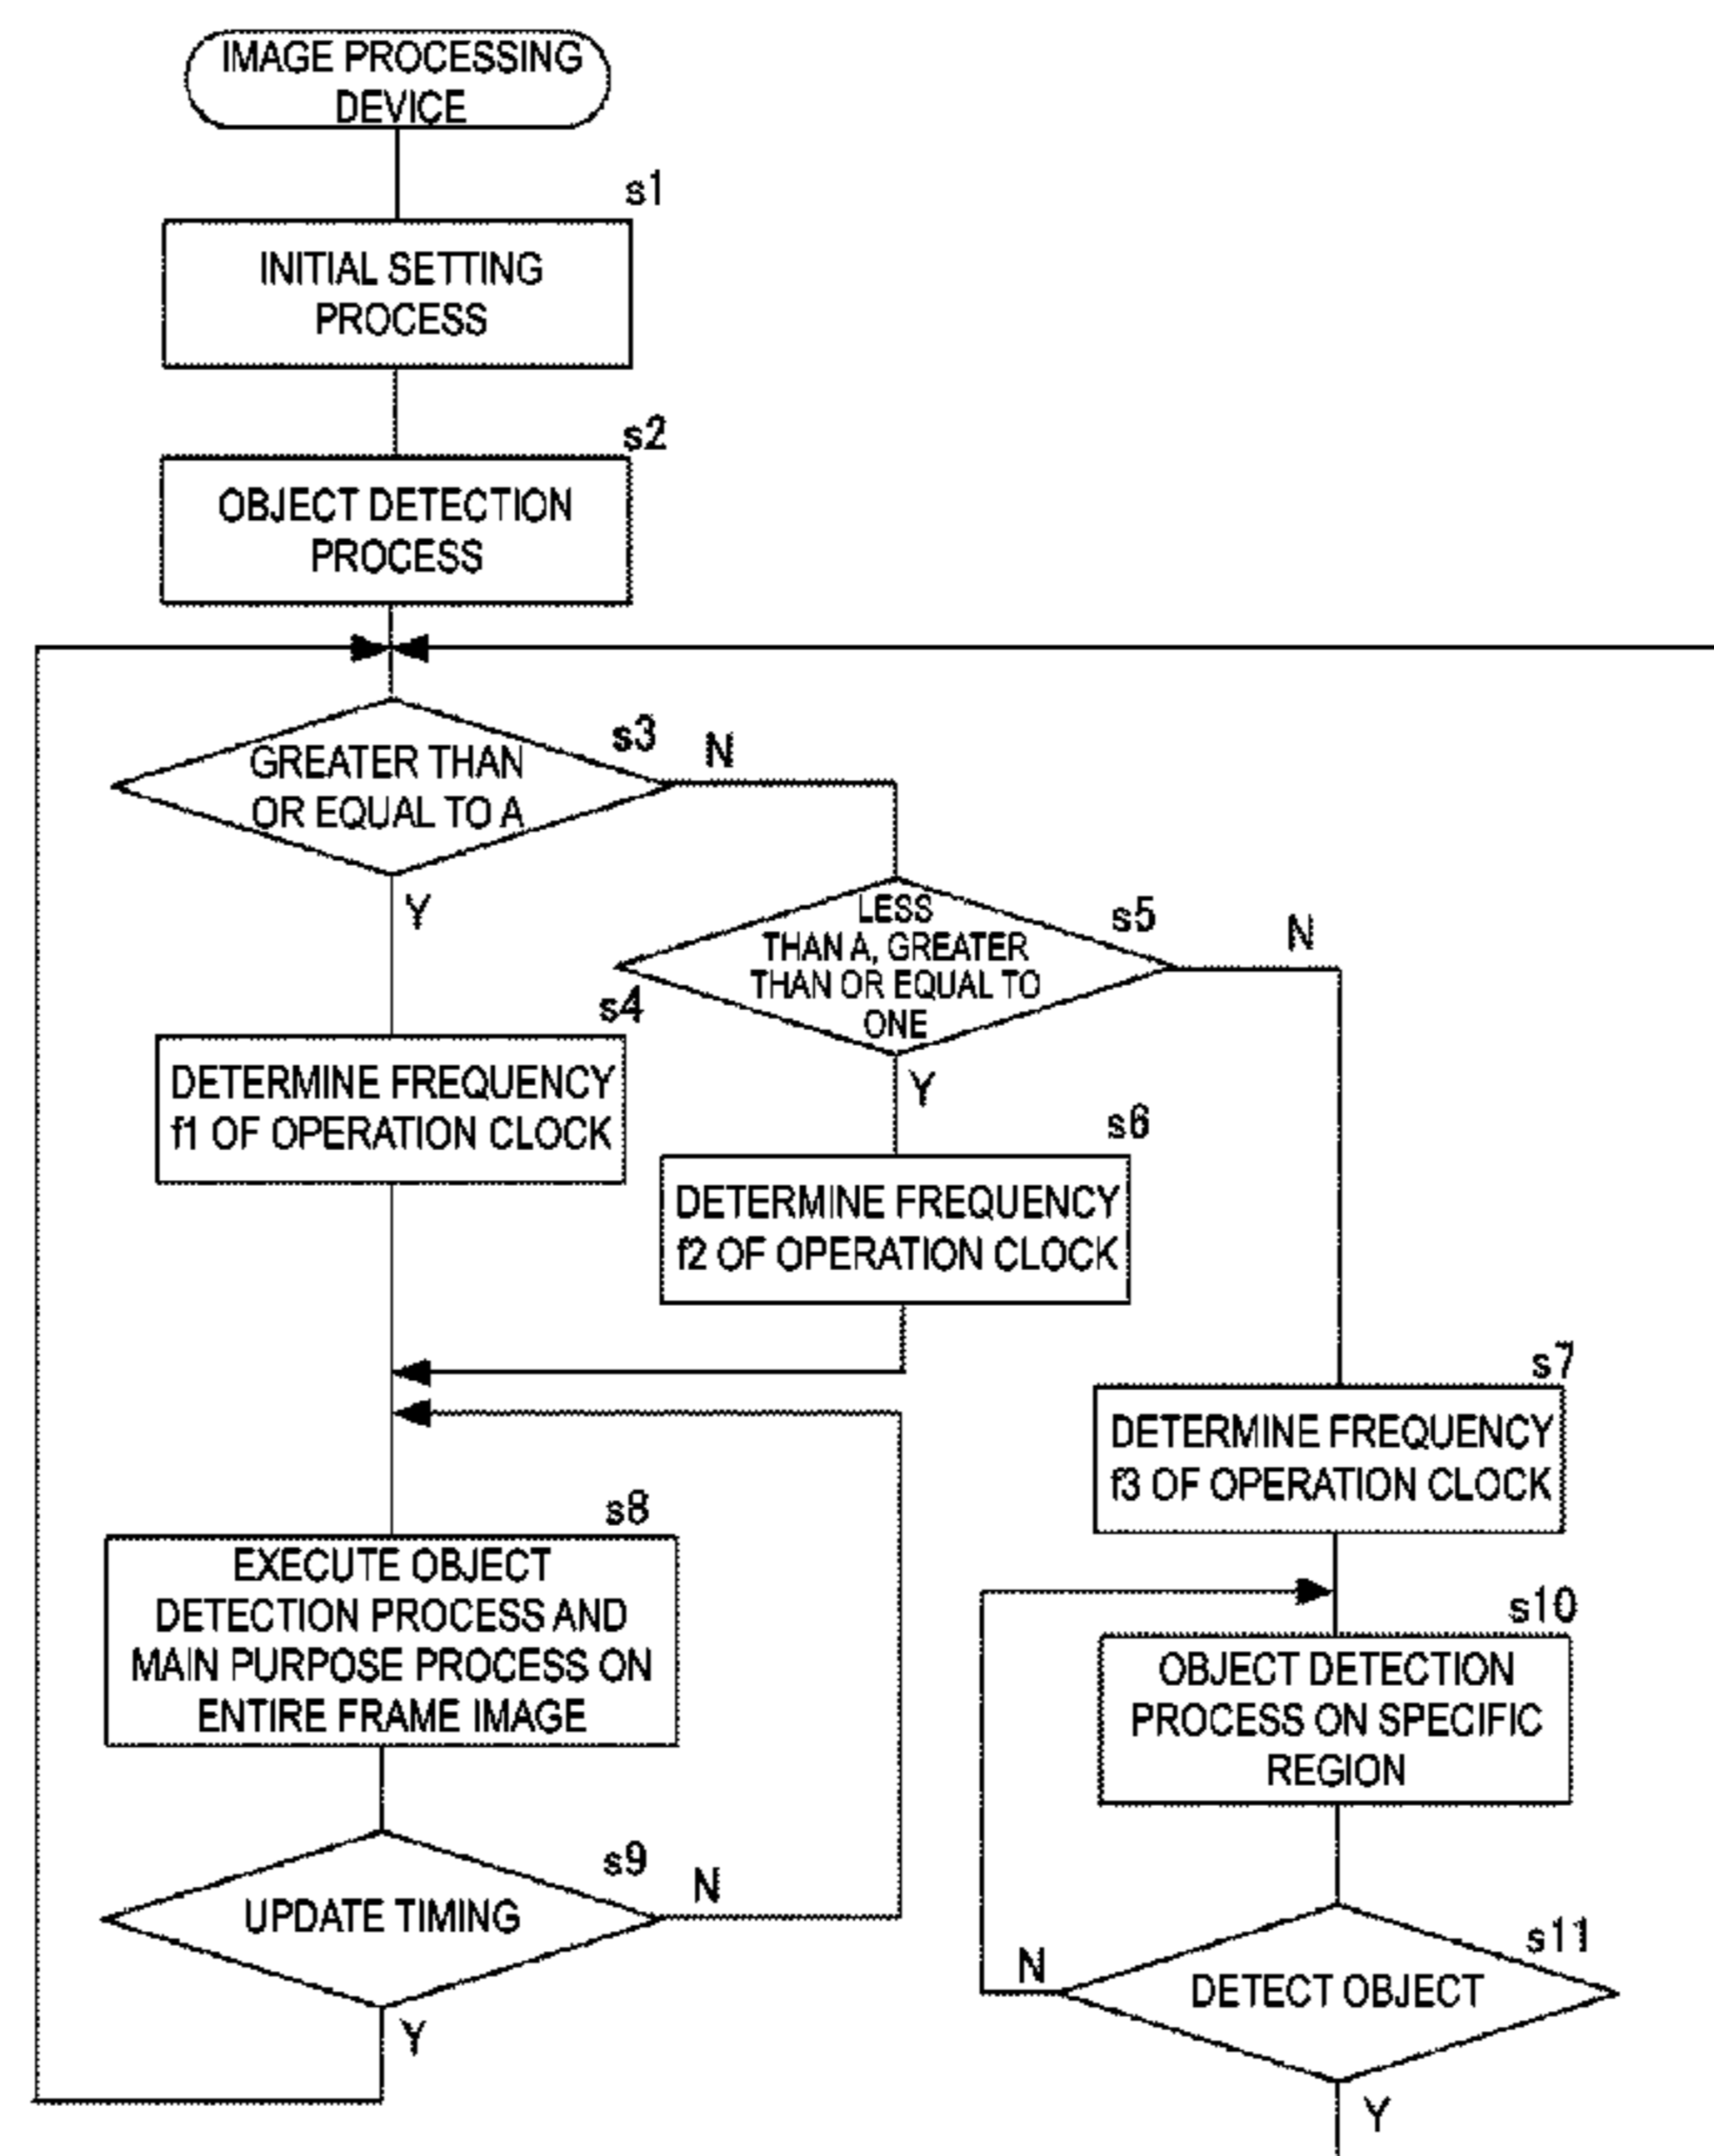 IMAGE PROCESSING
DEVICE
s1
INITIAL SETTING
PROCESS
s2
OBJECT DETECTION
PROCESS
s3
GREATER THAN
OR EQUAL TO A
N
Y
s5
LESS
THAN A, GREATER
THAN OR EQUAL TO
ONE
N
Y
s4
DETERMINE FREQUENCY
f1 OF OPERATION CLOCK
s6
DETERMINE FREQUENCY
f2 OF OPERATION CLOCK
s7
DETERMINE FREQUENCY
f3 OF OPERATION CLOCK
s8
EXECUTE OBJECT
DETECTION PROCESS AND
MAIN PURPOSE PROCESS ON
ENTIRE FRAME IMAGE
s9
UPDATE TIMING
N
Y
s10
OBJECT DETECTION
PROCESS ON SPECIFIC
REGION
s11
DETECT OBJECT
N
Y